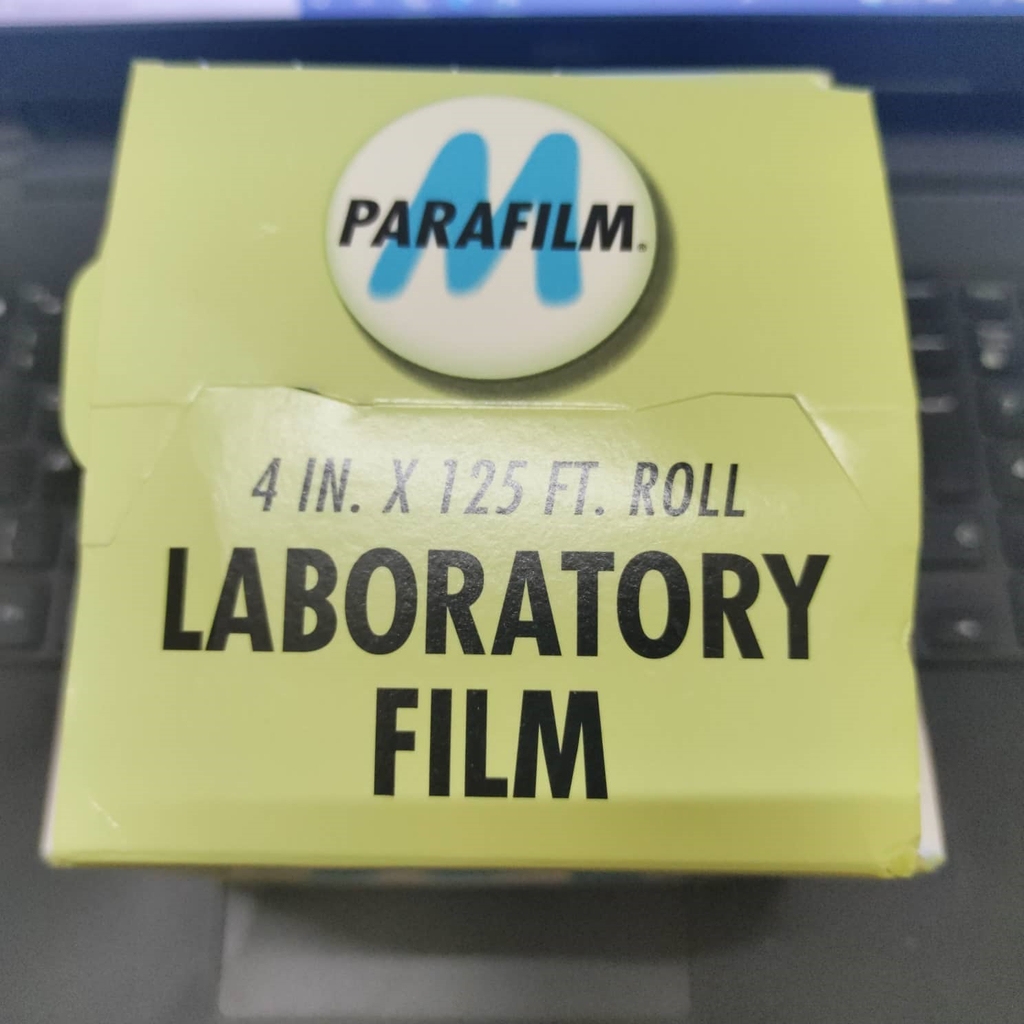 M
PARAFILM®
4 IN. X 125 FT. ROLL
LABORATORY
FILM